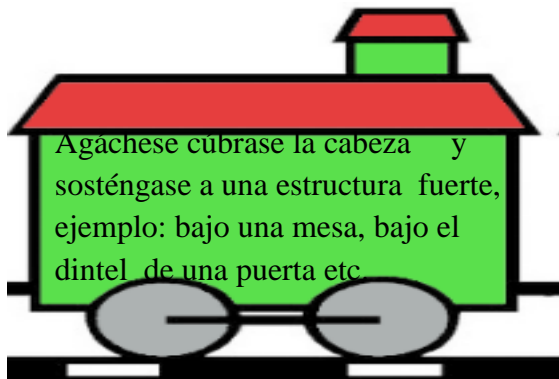 Agáchese cúbrase la cabeza y
sosténgase a una estructura fuerte,
ejemplo: bajo una mesa, bajo el
dintel de una puerta etc